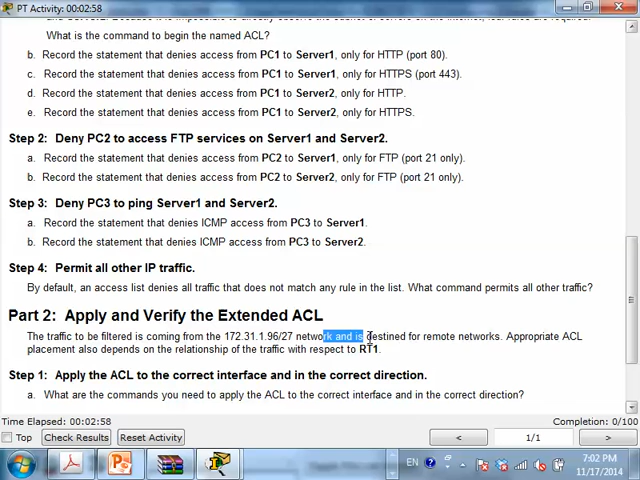 PT Activity: 00:02:58
What is the command to begin the named ACL?
b. Record the statement that denies access from PC1 to Server1, only for HTTP (port 80).
c. Record the statement that denies access from PC1 to Server1, only for HTTPS (port 443).
d. Record the statement that denies access from PC1 to Server2, only for HTTP.
e. Record the statement that denies access from PC1 to Server2, only for HTTPS.
Step 2: Deny PC2 to access FTP services on Server1 and Server2.
a. Record the statement that denies access from PC2 to Server1, only for FTP (port 21 only).
b. Record the statement that denies access from PC2 to Server2, only for FTP (port 21 only).
Step 3: Deny PC3 to ping Server1 and Server2.
a. Record the statement that denies ICMP access from PC3 to Server1.
b. Record the statement that denies ICMP access from PC3 to Server2.
Step 4: Permit all other IP traffic.
By default, an access list denies all traffic that does not match any rule in the list. What command permits all other traffic?
Part 2: Apply and Verify the Extended ACL
The traffic to be filtered is coming from the 172.31.1.96/27 network and is destined for remote networks. Appropriate ACL
placement also depends on the relationship of the traffic with respect to RT1.
Step 1: Apply the ACL to the correct interface and in the correct direction.
a. What are the commands you need to apply the ACL to the correct interface and in the correct direction?
Time Elapsed: 00:02:58 Completion: 0/100
Top Check Results Reset Activity < 1/1 >
EN 7:02 PM
11/17/2014